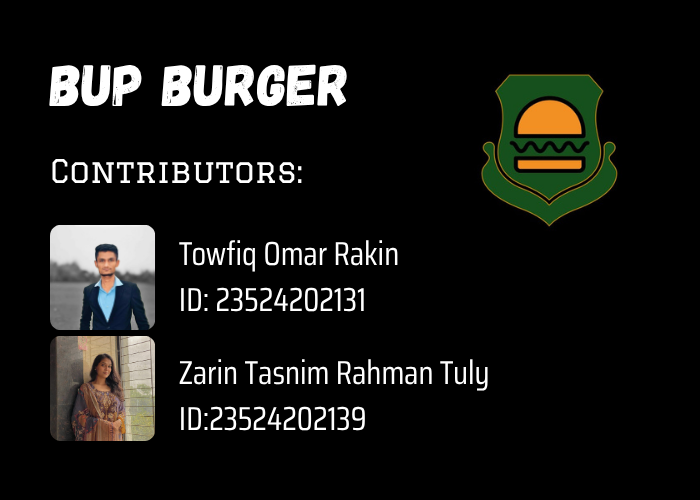 BUP BURGER
Contributors:
Towfiq Omar Rakin
ID: 23524202131
Zarin Tasnim Rahman Tuly
ID:23524202139